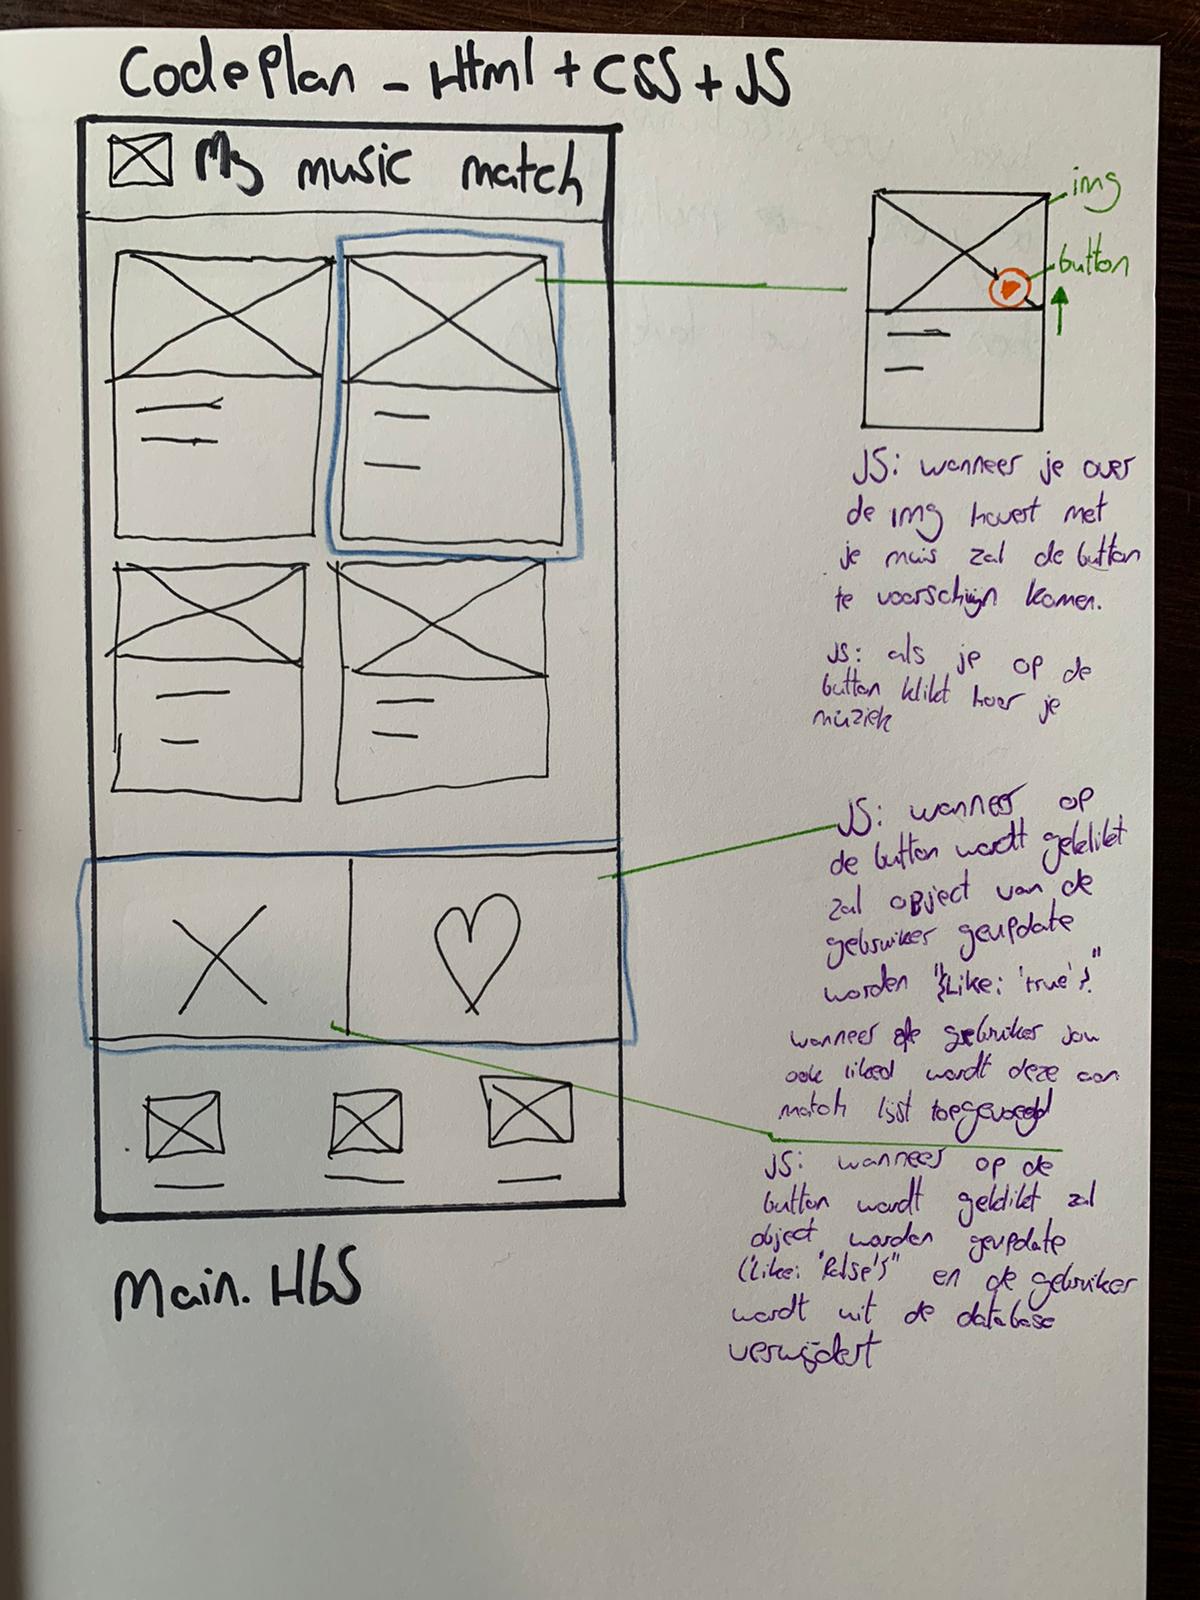 Codeplan - Html + CSS + JS
My music match
img
button
JS: wanneer je over
de img hovert met
je muis zal de button
te voorschijn komen.
JS: als je op de
button klikt hoor je
muziek
JS: wanneer op
de button wordt geklikt
zal object van de
gebruiker geupdate
worden "{Like: 'true'}"
wanneer de gebruiker jou
ook liked wordt deze aan
match lijst toegevoegd
JS: wanneer op de
button wordt geklikt zal
object worden geupdate
("Like: 'false'}" en de gebruiker
wordt uit de database
verwijdert
Main. HBS